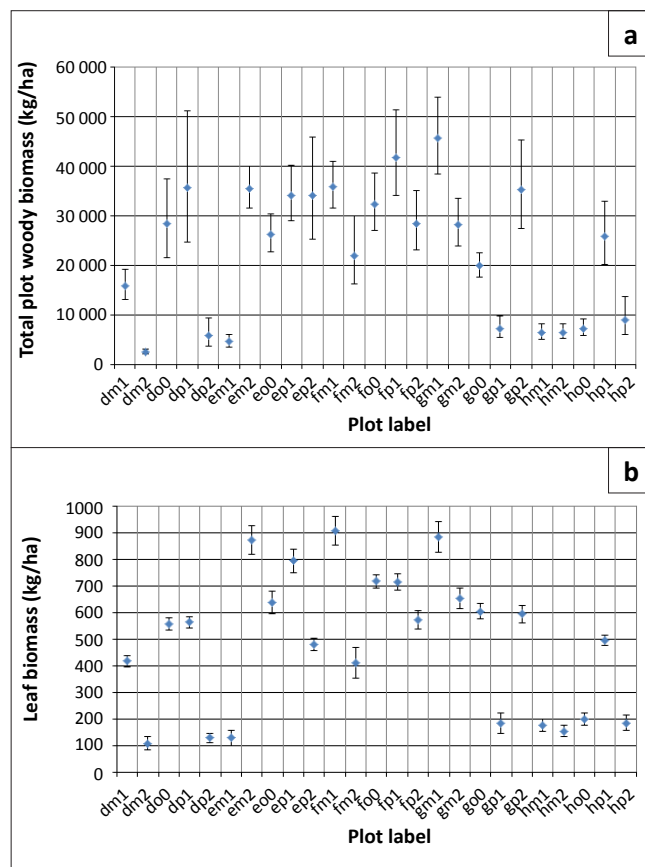 a
Total plot woody biomass (kg/ha)
60 000
50 000
40 000
30 000
20 000
10 000
0
dm1 dm2 do0 dp1 dp2 em1 em2 eo0 ep1 ep2 fm1 fm2 fo0 fp1 fp2 gm1 gm2 go0 gp1 gp2 hm1 hm2 ho0 hp1 hp2
Plot label
b
Leaf biomass (kg/ha)
1000
900
800
700
600
500
400
300
200
100
0
dm1 dm2 do0 dp1 dp2 em1 em2 eo0 ep1 ep2 fm1 fm2 fo0 fp1 fp2 gm1 gm2 go0 gp1 gp2 hm1 hm2 ho0 hp1 hp2
Plot label